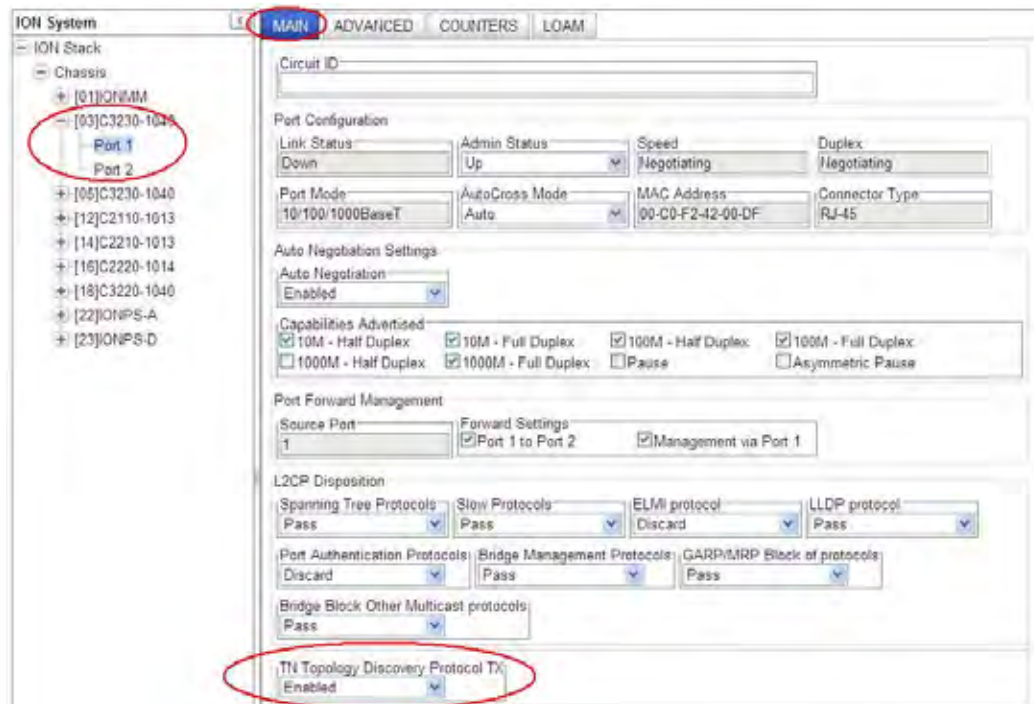 ION System
ION Stack
Chassis
[01]IONMM
[03]C3230-1040
Port 1
Port 2
[05]C3230-1040
[12]C2110-1013
[14]C2210-1013
[16]C2220-1014
[18]C3220-1040
[22]IONPS-A
[23]IONPS-D
MAIN ADVANCED COUNTERS LOAM
Circuit ID
Port Configuration
Link Status Admin Status Speed Duplex
Down Up Negotiating Negotiating
Port Mode AutoCross Mode MAC Address Connector Type
10/100/1000BaseT Auto 00-C0-F2-42-00-DF RJ-45
Auto Negotiation Settings
Auto Negotiation
Enabled
Capabilities Advertised
10M - Half Duplex 10M - Full Duplex 100M - Half Duplex 100M - Full Duplex
1000M - Half Duplex 1000M - Full Duplex Pause Asymmetric Pause
Port Forward Management
Source Port Forward Settings
1 Port 1 to Port 2 Management via Port 1
L2CP Disposition
Spanning Tree Protocols Slow Protocols ELMI protocol LLDP protocol
Pass Pass Discard Pass
Port Authentication Protocols Bridge Management Protocols GARP/MRP Block of protocols
Discard Pass Pass
Bridge Block Other Multicast protocols
Pass
TN Topology Discovery Protocol TX
Enabled